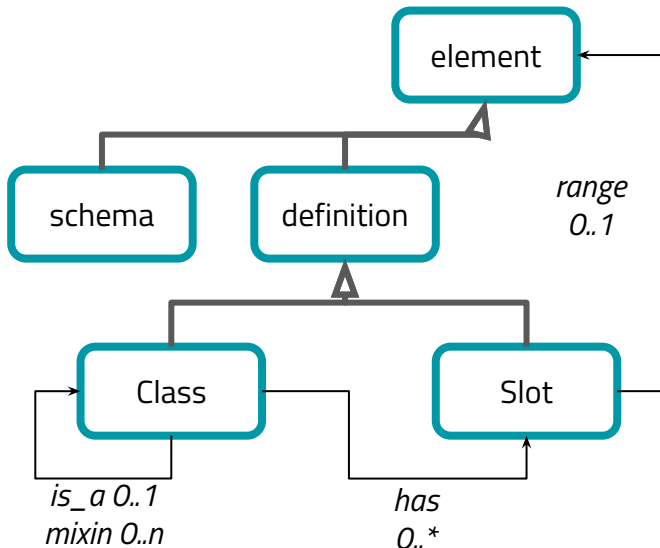 element
schema
definition
range
0..1
Class
Slot
is_a 0..1
mixin 0..n
has
0..*